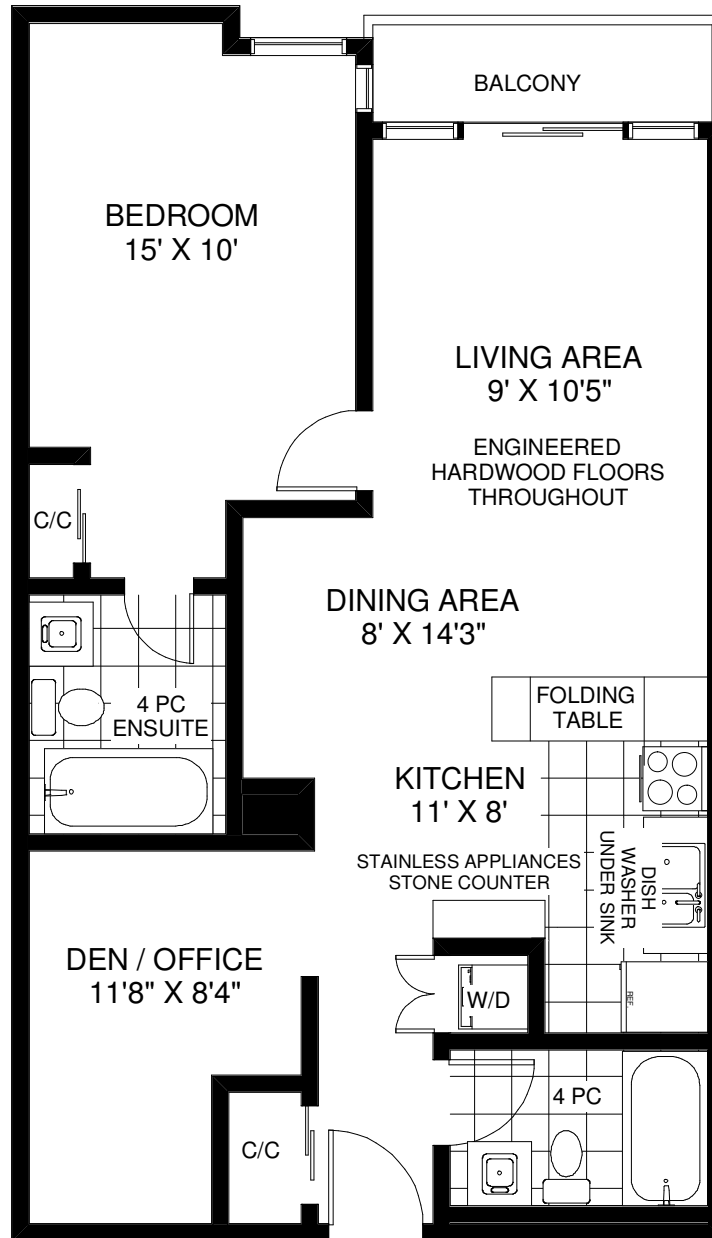 BALCONY
BEDROOM
15' X 10'
LIVING AREA
9' X 10'5"
ENGINEERED
HARDWOOD FLOORS
THROUGHOUT
C/C
DINING AREA
8' X 14'3"
4 PC
ENSUITE
FOLDING
TABLE
KITCHEN
11' X 8'
STAINLESS APPLIANCES
STONE COUNTER
DISH
WASHER
UNDER SINK
DEN / OFFICE
11'8" X 8'4"
W/D
REF.
4 PC
C/C